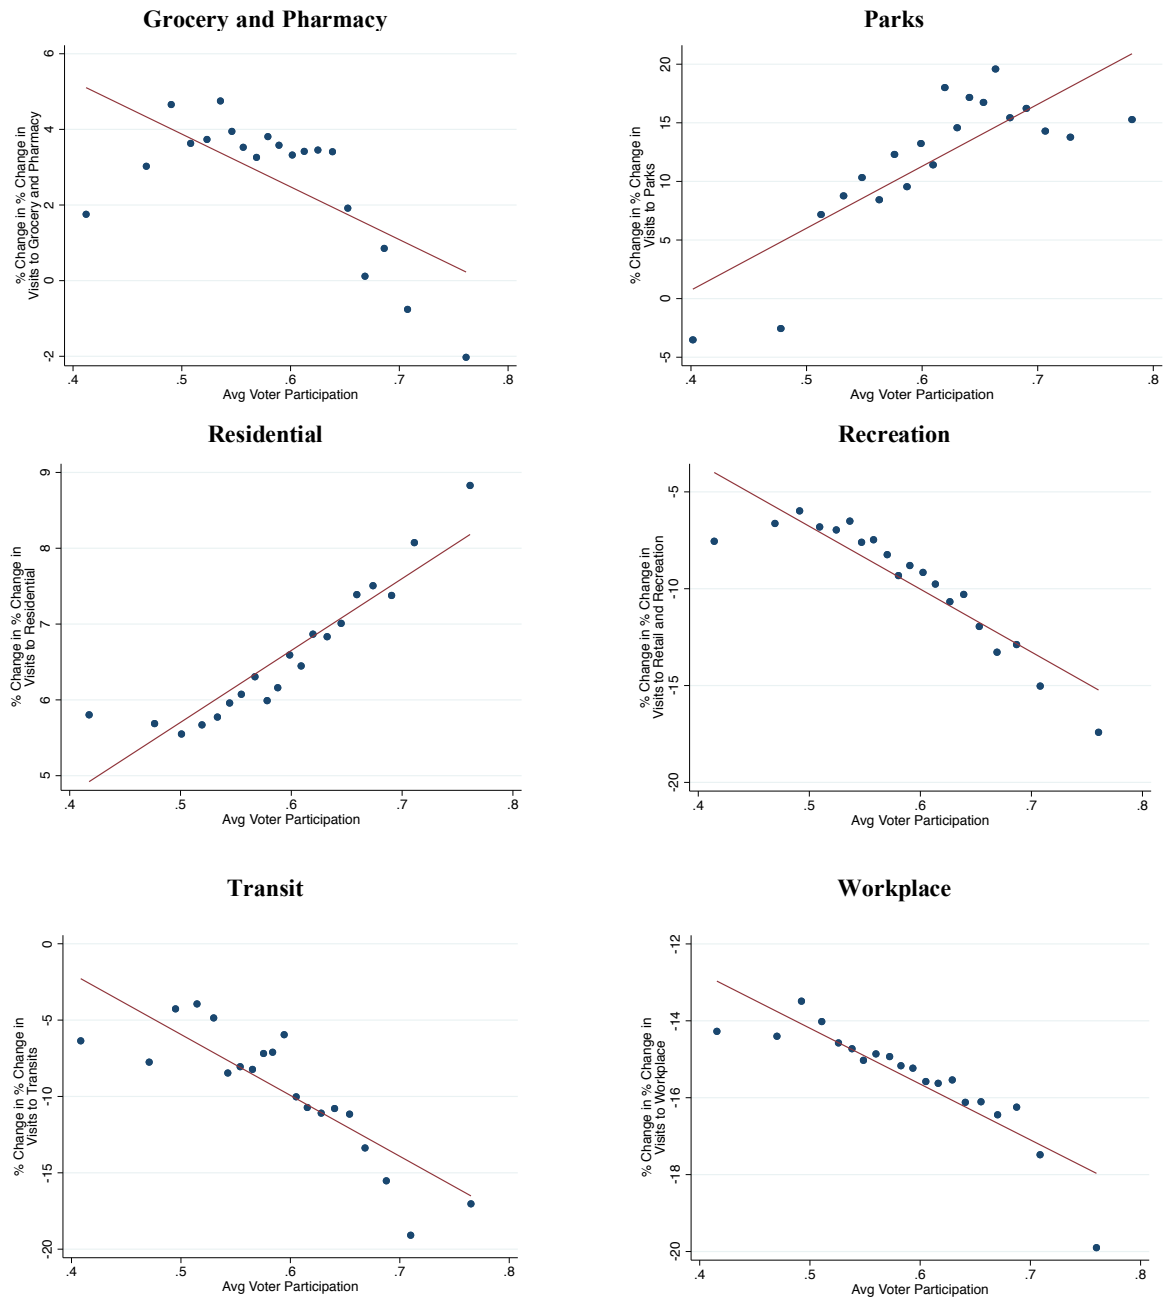 Grocery and Pharmacy
% Change in % Change in
Visits to Grocery and Pharmacy
6
4
2
0
-2
.4 .5 .6 .7 .8
Avg Voter Participation
Parks
% Change in % Change in
Visits to Parks
20
15
10
5
0
-5
.4 .5 .6 .7 .8
Avg Voter Participation
Residential
% Change in % Change in
Visits to Residential
9
8
7
6
5
.4 .5 .6 .7 .8
Avg Voter Participation
Recreation
% Change in % Change in
Visits to Retail and Recreation
-5
-10
-15
-20
.4 .5 .6 .7 .8
Avg Voter Participation
Transit
% Change in % Change in
Visits to Transits
0
-5
-10
-15
-20
.4 .5 .6 .7 .8
Avg Voter Participation
Workplace
% Change in % Change in
Visits to Workplace
-12
-14
-16
-18
-20
.4 .5 .6 .7 .8
Avg Voter Participation